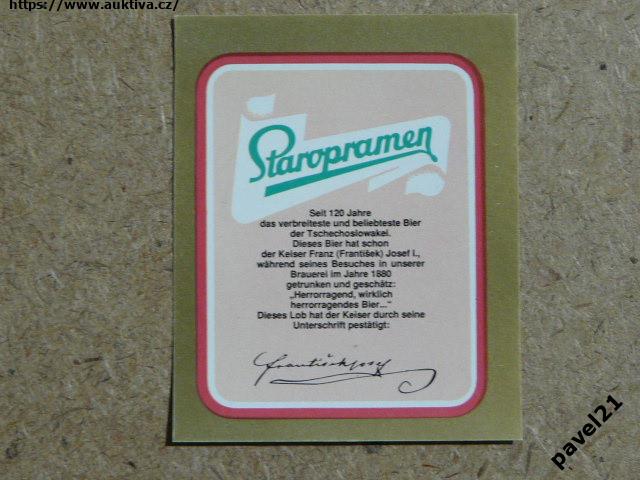 https://www.auktiva.cz/
Staropramen
Seit 120 Jahre
das verbreiteste und beliebteste Bier
der Tschechoslowakei.
Dieses Bier hat schon
der Keiser Franz (František) Josef I.,
während seines Besuches in unserer
Brauerei im Jahre 1880
getrunken und geschätz:
„Herrorragend, wirklich
herrorragendes Bier..."
Dieses Lob hat der Keiser durch seine
Unterschrift pestätigt:
František Josef
pavel21